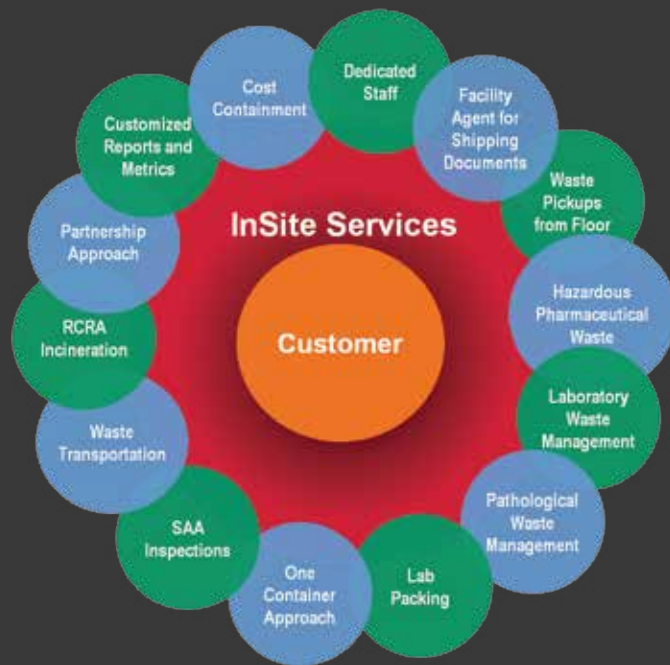 Dedicated
Staff
Facility
Agent for
Shipping
Documents
Waste
Pickups
from Floor
Hazardous
Pharmaceutical
Waste
Laboratory
Waste
Management
Pathological
Waste
Management
Lab
Packing
One
Container
Approach
SAA
Inspections
Waste
Transportation
RCRA
Incineration
Partnership
Approach
Customized
Reports and
Metrics
Cost
Containment
InSite Services
Customer